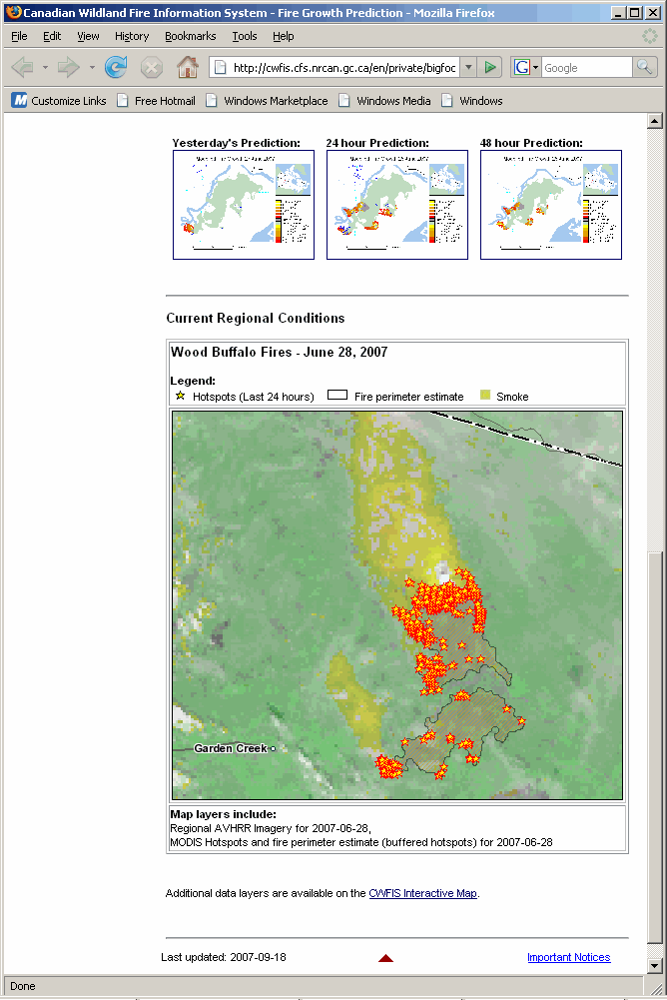 Canadian Wildland Fire Information System - Fire Growth Prediction - Mozilla Firefox
File Edit View History Bookmarks Tools Help
http://cwfis.cfs.nrcan.gc.ca/en/private/bigfoc
G Google
M Customize Links Free Hotmail Windows Marketplace Windows Media Windows
Yesterday's Prediction: 24 hour Prediction: 48 hour Prediction:
Current Regional Conditions
Wood Buffalo Fires - June 28, 2007
Legend:
Hotspots (Last 24 hours) Fire perimeter estimate Smoke
Garden Creek
Map layers include:
Regional AVHRR Imagery for 2007-06-28,
MODIS Hotspots and fire perimeter estimate (buffered hotspots) for 2007-06-28
Additional data layers are available on the CWFIS Interactive Map.
Last updated: 2007-09-18 Important Notices
Done